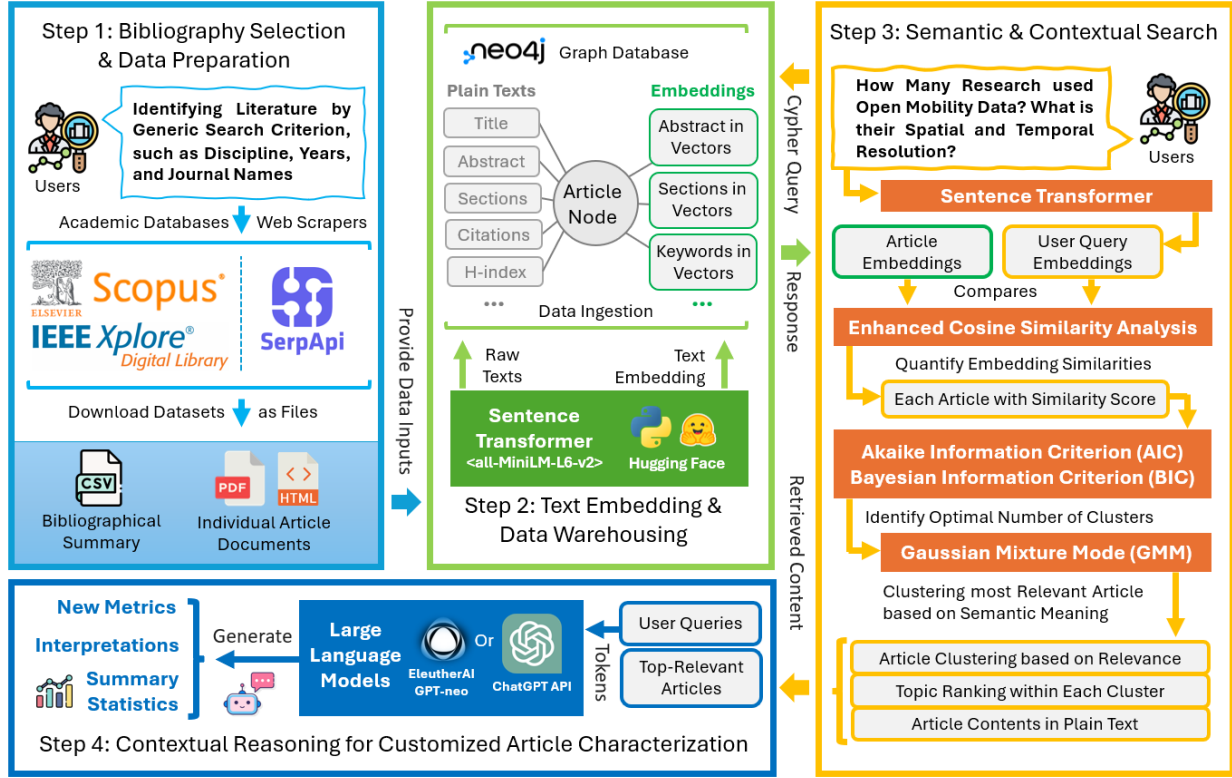 Step 1: Bibliography Selection
& Data Preparation
Identifying Literature by
Generic Search Criterion,
such as Discipline, Years,
and Journal Names
Users
Academic Databases
Web Scrapers
ELSEVIER
Scopus®
IEEE Xplore®
Digital Library
SerpApi
Download Datasets
as Files
CSV
PDF
HTML
Bibliographical
Summary
Individual Article
Documents
Provide Data Inputs
neo4j
Graph Database
Plain Texts
Title
Abstract
Sections
Citations
H-index
...
Article
Node
Embeddings
Abstract in
Vectors
Sections in
Vectors
Keywords in
Vectors
...
Data Ingestion
Raw
Texts
Text
Embedding
Sentence
Transformer
<all-MiniLM-L6-v2>
Hugging Face
Step 2: Text Embedding &
Data Warehousing
Cypher Query
Response
Retrieved Content
Step 3: Semantic & Contextual Search
How Many Research used
Open Mobility Data? What is
their Spatial and Temporal
Resolution?
Users
Sentence Transformer
Article
Embeddings
User Query
Embeddings
Compares
Enhanced Cosine Similarity Analysis
Quantify Embedding Similarities
Each Article with Similarity Score
Akaike Information Criterion (AIC)
Bayesian Information Criterion (BIC)
Identify Optimal Number of Clusters
Gaussian Mixture Mode (GMM)
Clustering most Relevant Article
based on Semantic Meaning
Article Clustering based on Relevance
Topic Ranking within Each Cluster
Article Contents in Plain Text
User Queries
Top-Relevant
Articles
Tokens
Large
Language
Models
EleutherAI
GPT-neo
Or
ChatGPT API
Generate
New Metrics
Interpretations
Summary
Statistics
Step 4: Contextual Reasoning for Customized Article Characterization